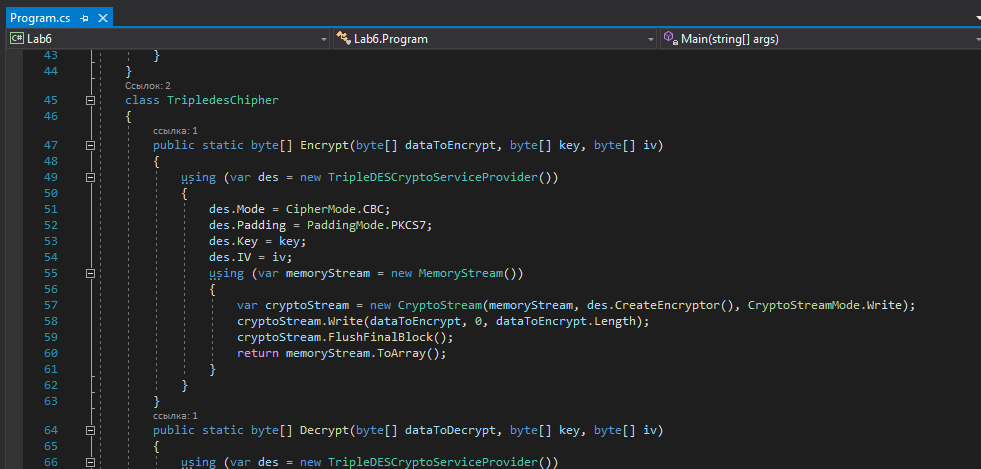 Program.cs
Lab6 Lab6.Program Main(string[] args)
43 }
44 }
Ссылок: 2
45 class TripledesChipher
46 {
ссылка: 1
47 public static byte[] Encrypt(byte[] dataToEncrypt, byte[] key, byte[] iv)
48 {
49 using (var des = new TripleDESCryptoServiceProvider())
50 {
51 des.Mode = CipherMode.CBC;
52 des.Padding = PaddingMode.PKCS7;
53 des.Key = key;
54 des.IV = iv;
55 using (var memoryStream = new MemoryStream())
56 {
57 var cryptoStream = new CryptoStream(memoryStream, des.CreateEncryptor(), CryptoStreamMode.Write);
58 cryptoStream.Write(dataToEncrypt, 0, dataToEncrypt.Length);
59 cryptoStream.FlushFinalBlock();
60 return memoryStream.ToArray();
61 }
62 }
63 }
ссылка: 1
64 public static byte[] Decrypt(byte[] dataToDecrypt, byte[] key, byte[] iv)
65 {
66 using (var des = new TripleDESCryptoServiceProvider())